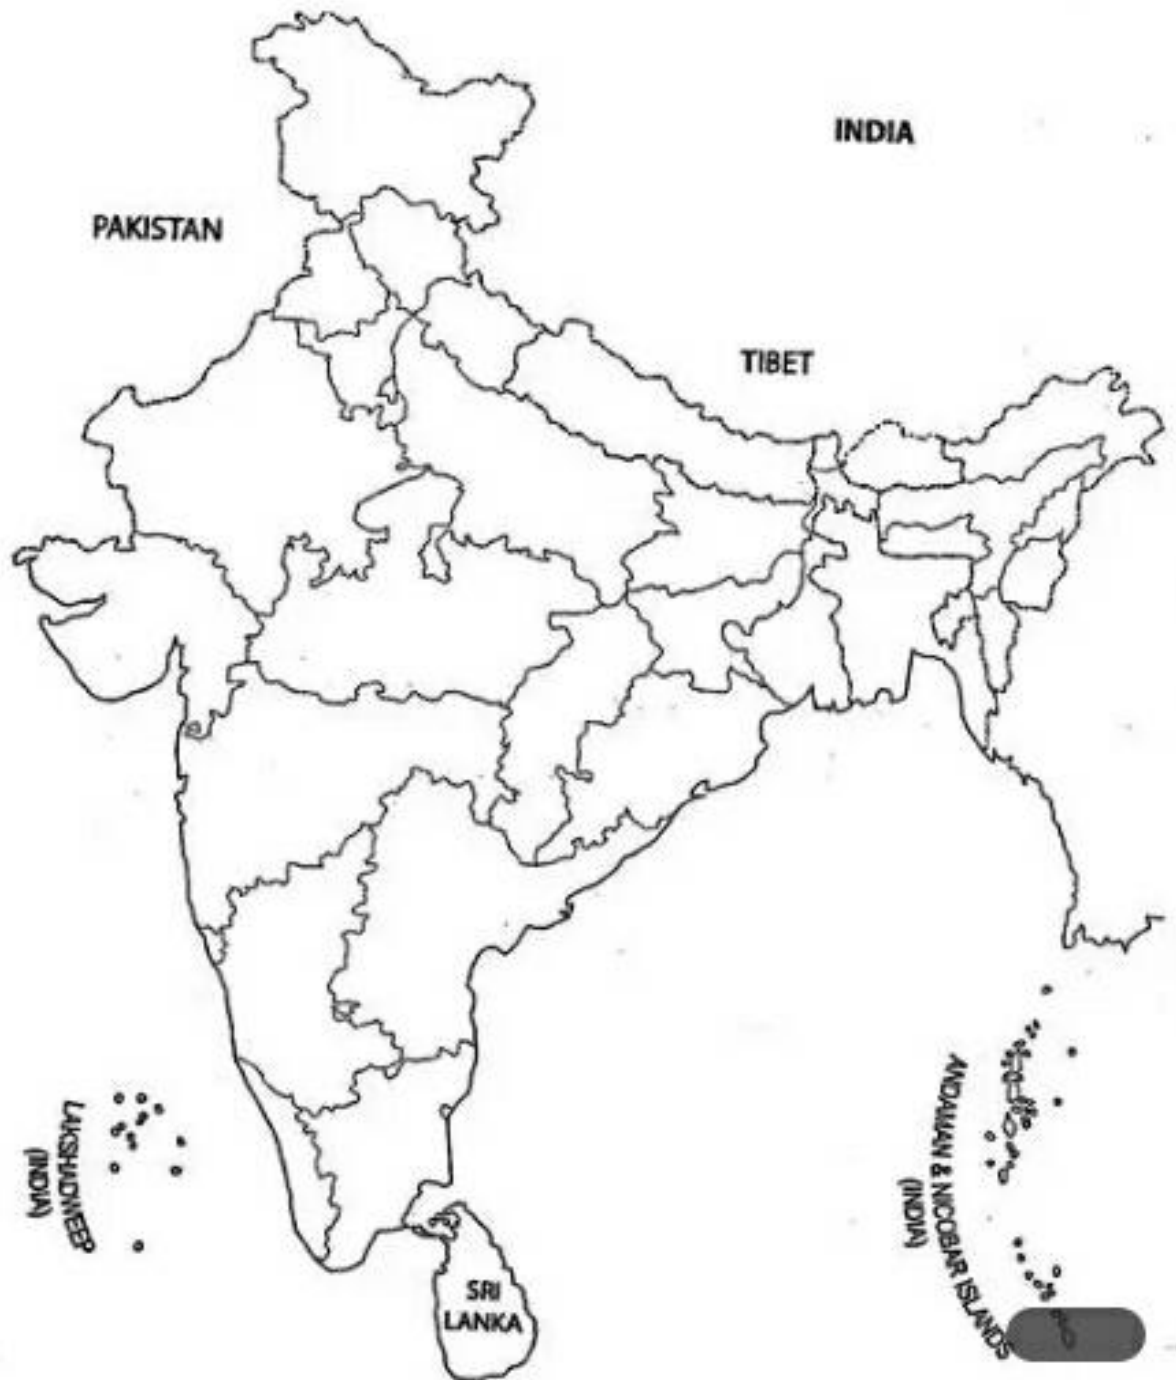 INDIA
PAKISTAN
TIBET
LAKSHADWEEP
(INDIA)
ANDAMAN & NICOBAR ISLANDS
(INDIA)
SRI
LANKA